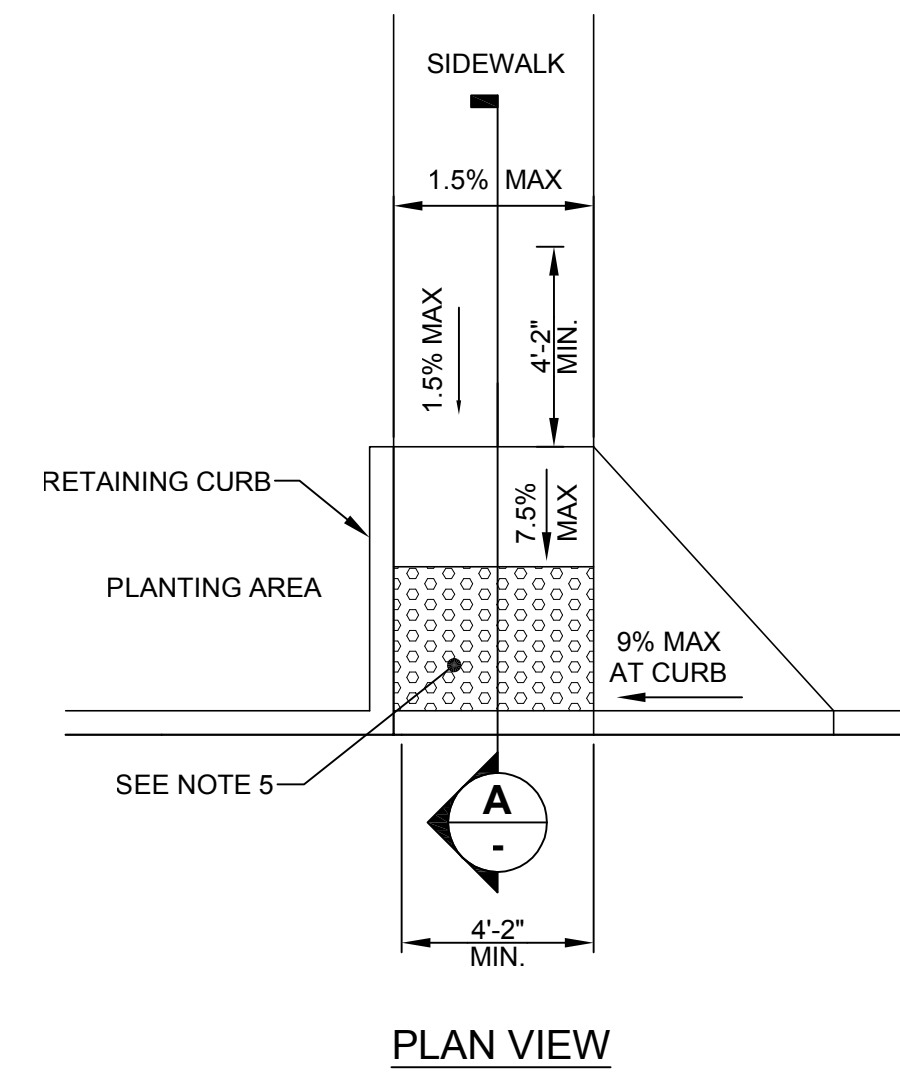 SIDEWALK
1.5% MAX
1.5% MAX
4'-2"
MIN.
RETAINING CURB
7.5%
MAX
PLANTING AREA
9% MAX
AT CURB
SEE NOTE 5
A
-
4'-2"
MIN.
PLAN VIEW